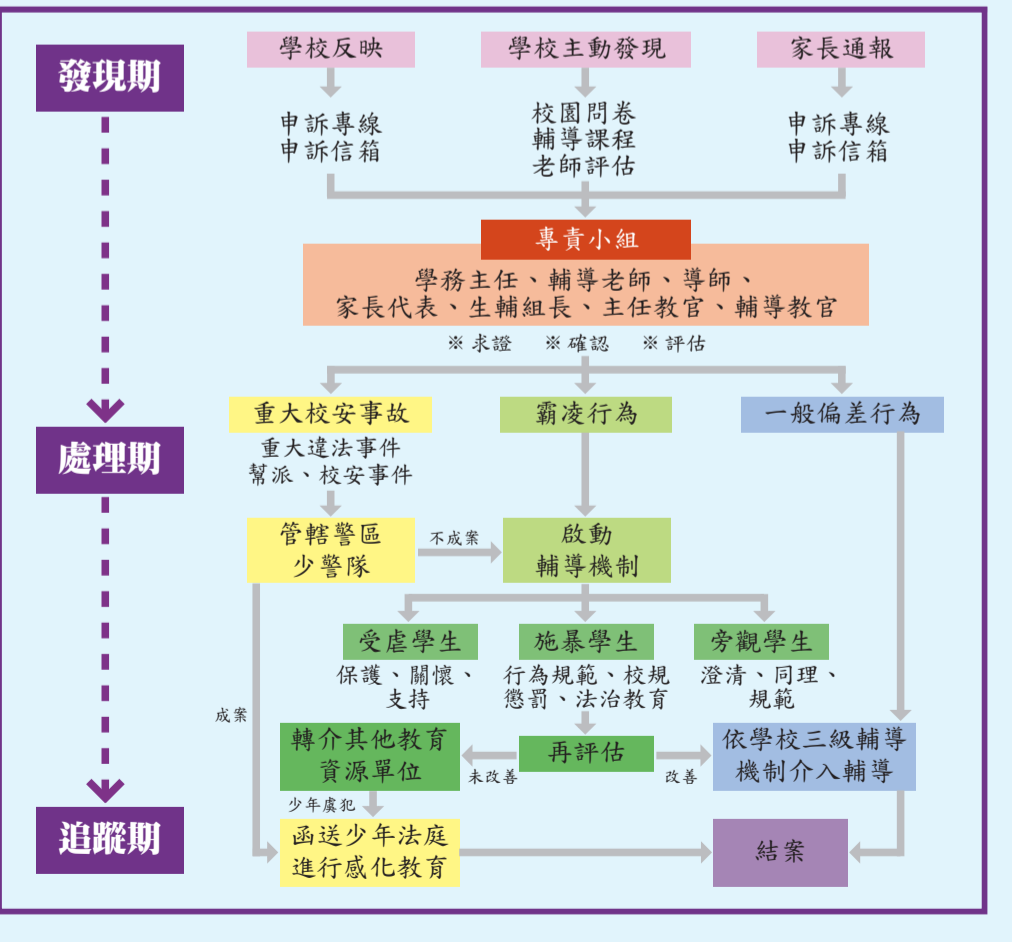 發現期
學校反映
學校主動發現
家長通報
申訴專線
申訴信箱
校園問卷
輔導課程
老師評估
申訴專線
申訴信箱
專責小組
學務主任、輔導老師、導師、
家長代表、生輔組長、主任教官、輔導教官
※求證 ※確認 ※評估
處理期
重大校安事故
霸凌行為
一般偏差行為
重大違法事件
幫派、校安事件
管轄警區
少警隊
不成案
啟動
輔導機制
受虐學生
施暴學生
旁觀學生
保護、關懷、
支持
行為規範、校規
懲罰、法治教育
澄清、同理、
規範
成案
轉介其他教育
資源單位
未改善
再評估
改善
依學校三級輔導
機制介入輔導
少年虞犯
追蹤期
函送少年法庭
進行感化教育
結案